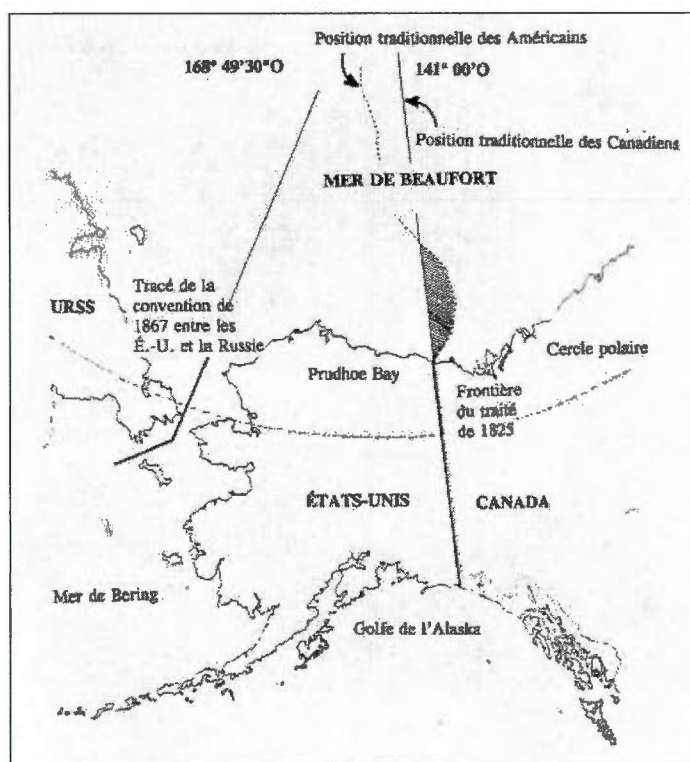 Position traditionnelle des Américains
168° 49'30"O
141° 00'O
Position traditionnelle des Canadiens
MER DE BEAUFORT
Tracé de la
convention de
1867 entre les
É.-U. et la Russie
URSS
Cercle polaire
Prudhoe Bay
Frontière
du traité
de 1825
ÉTATS-UNIS
CANADA
Mer de Bering
Golfe de l'Alaska